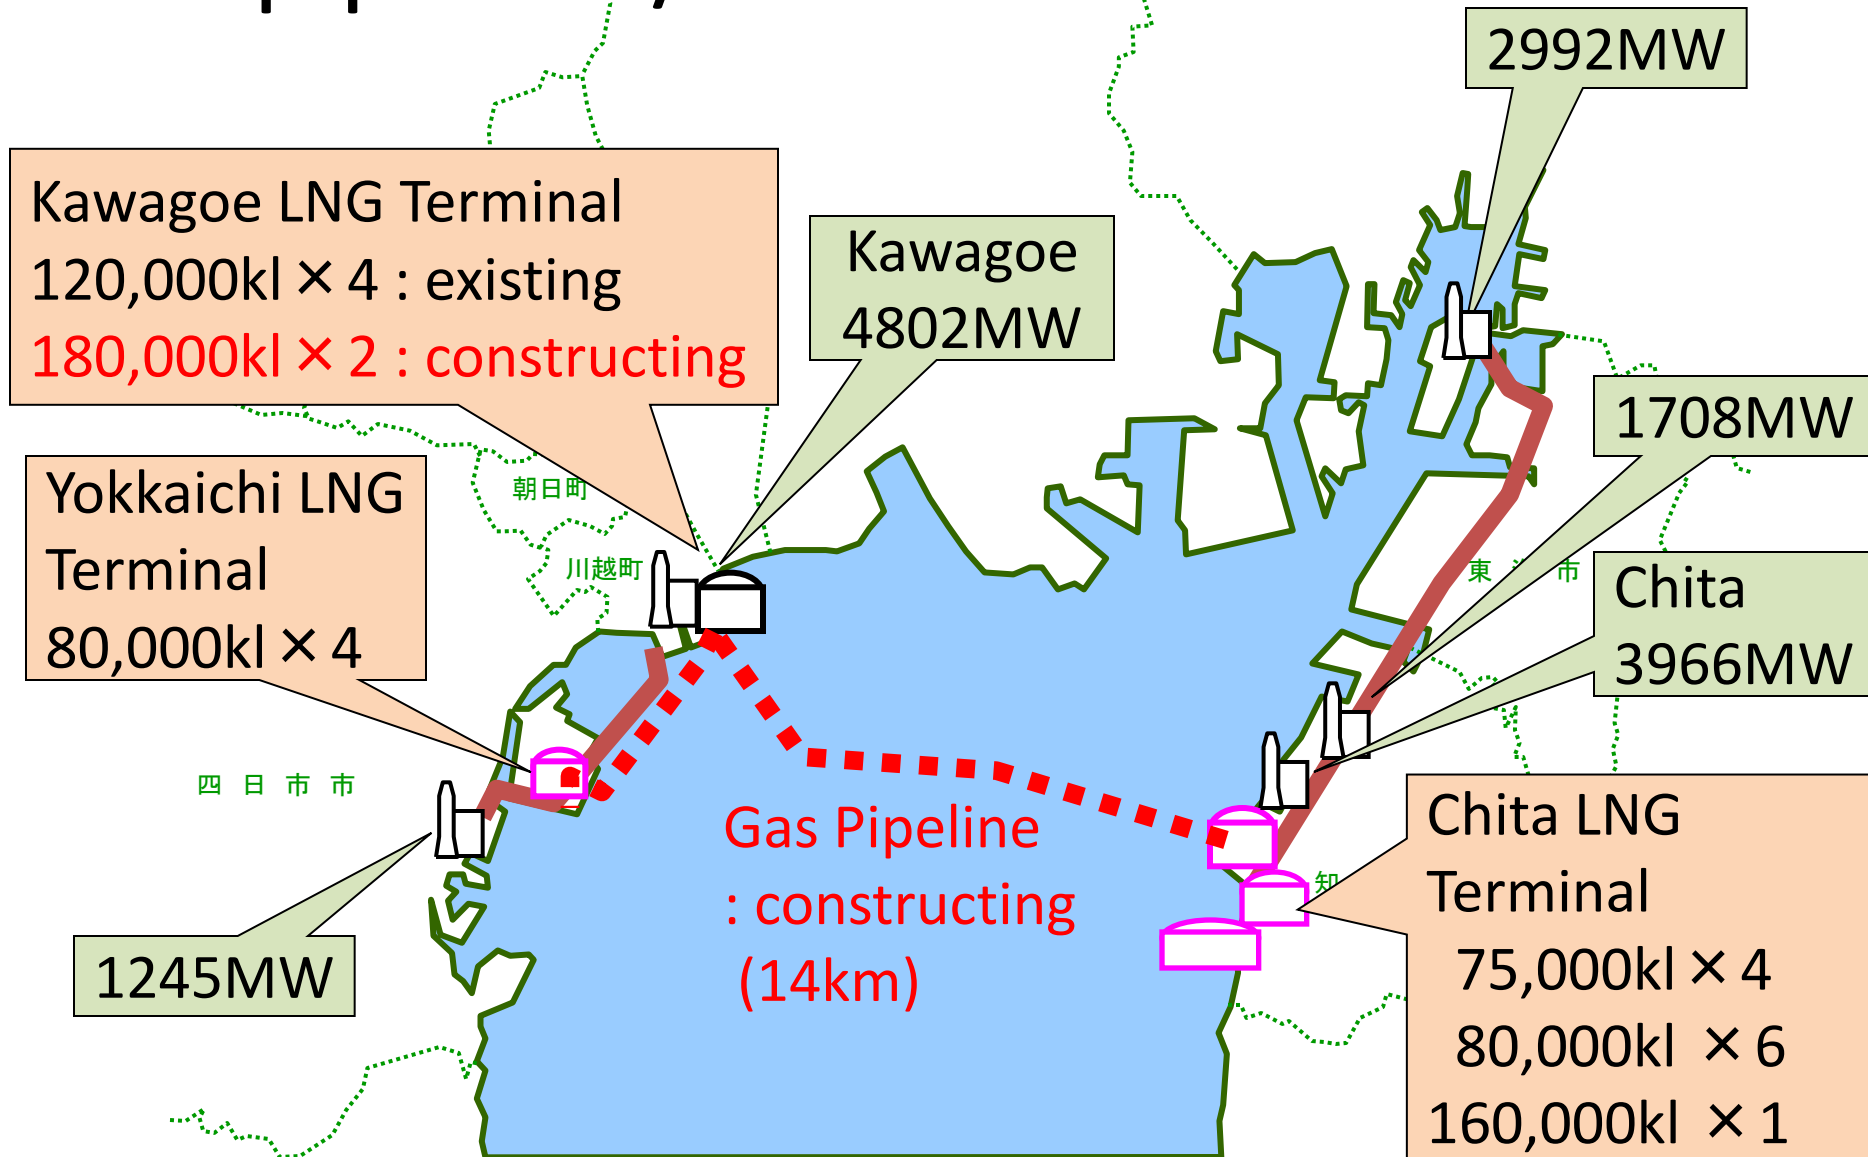 2992MW
Kawagoe LNG Terminal
120,000kl × 4 : existing
180,000kl × 2 : constructing
Kawagoe
4802MW
1708MW
Yokkaichi LNG
Terminal
80,000kl × 4
朝日町
川越町
東 市
Chita
3966MW
四日市市
Gas Pipeline
: constructing
(14km)
知
Chita LNG
Terminal
75,000kl × 4
80,000kl × 6
160,000kl × 1
1245MW